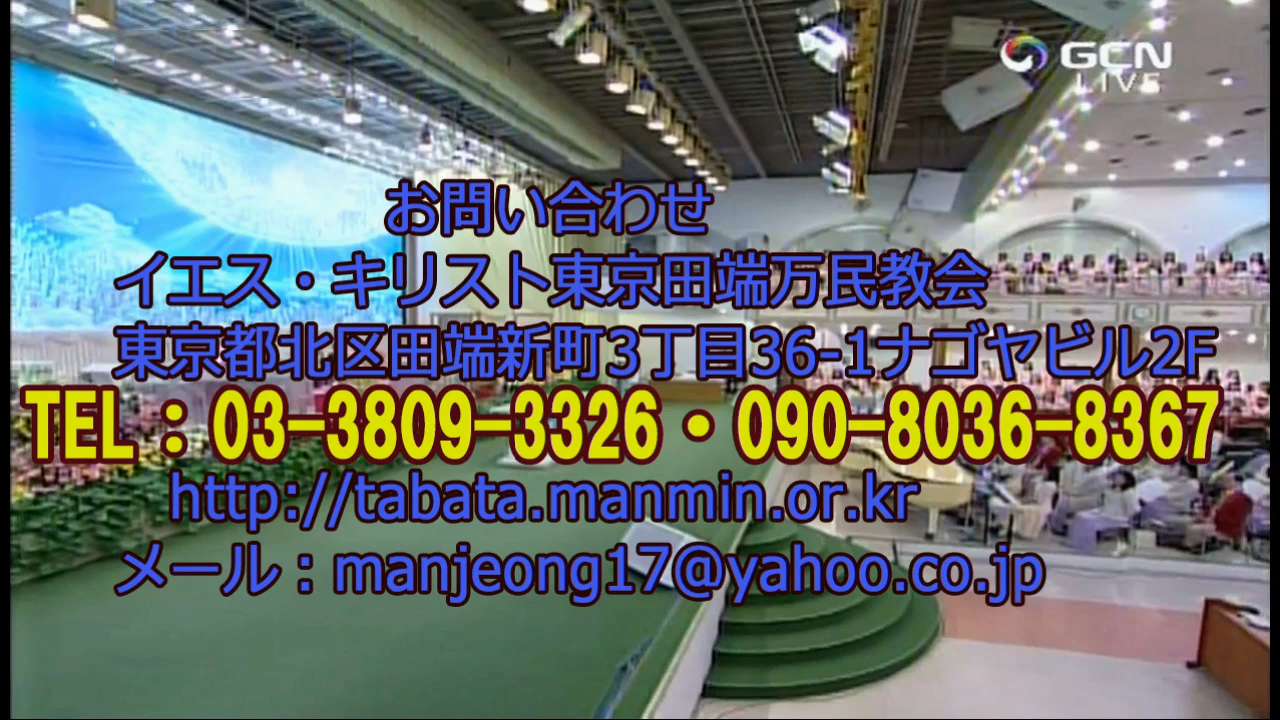 GCN
LIVE
お問い合わせ
イエス・キリスト東京田端万民教会
東京都北区田端新町3丁目36-1ナゴヤビル2F
TEL：03-3809-3326・090-8036-8367
http://tabata.manmin.or.kr
メール：manjeong17@yahoo.co.jp